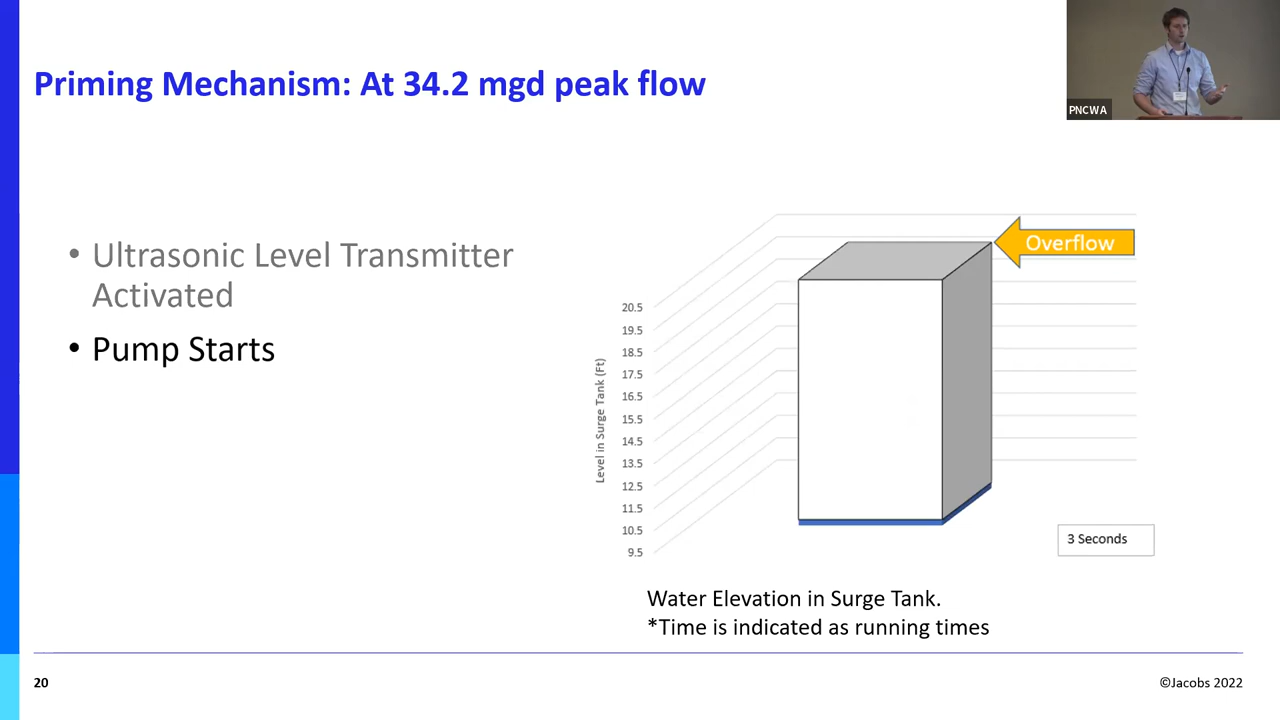 Priming Mechanism: At 34.2 mgd peak flow
PNCWA
• Ultrasonic Level Transmitter
Activated
• Pump Starts
Overflow
Level in Surge Tank (Ft)
20.5
19.5
18.5
17.5
16.5
15.5
14.5
13.5
12.5
11.5
10.5
9.5
3 Seconds
Water Elevation in Surge Tank.
*Time is indicated as running times
20
©Jacobs 2022